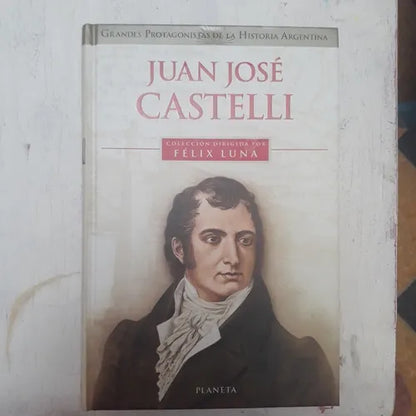 GRANDES PROTAGONISTAS DE LA HISTORIA ARGENTINA
JUAN JOSÉ
CASTELLI
COLECCIÓN DIRIGIDA POR
FÉLIX LUNA
PLANETA